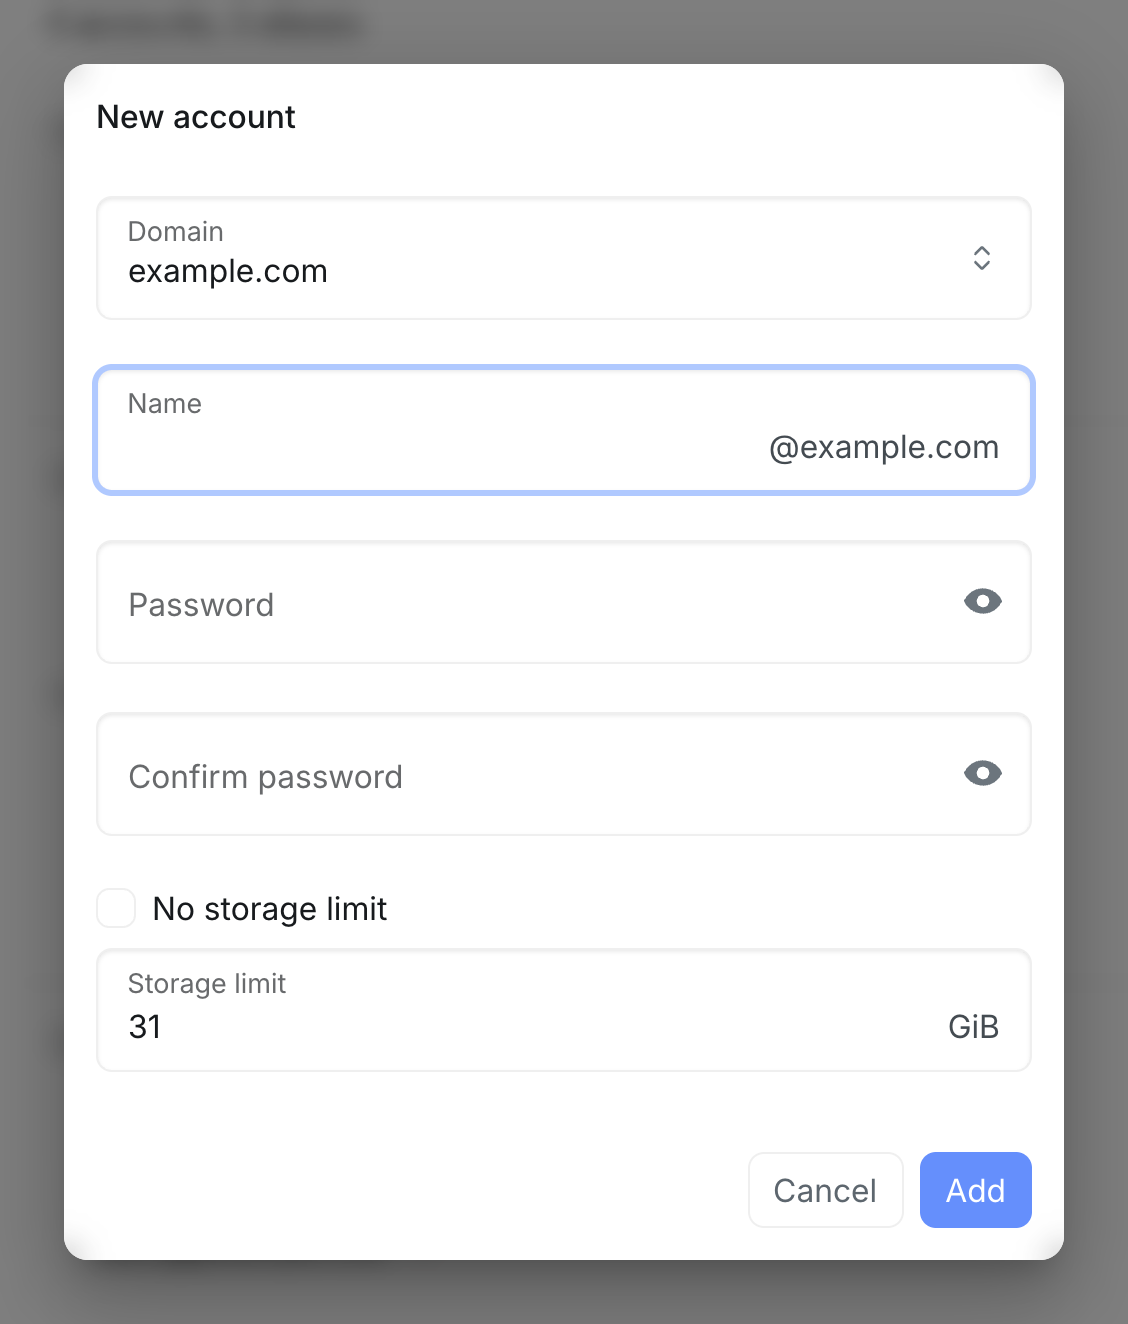 New account
Domain
example.com
Name
@example.com
Password
Confirm password
No storage limit
Storage limit
31 GiB
Cancel Add